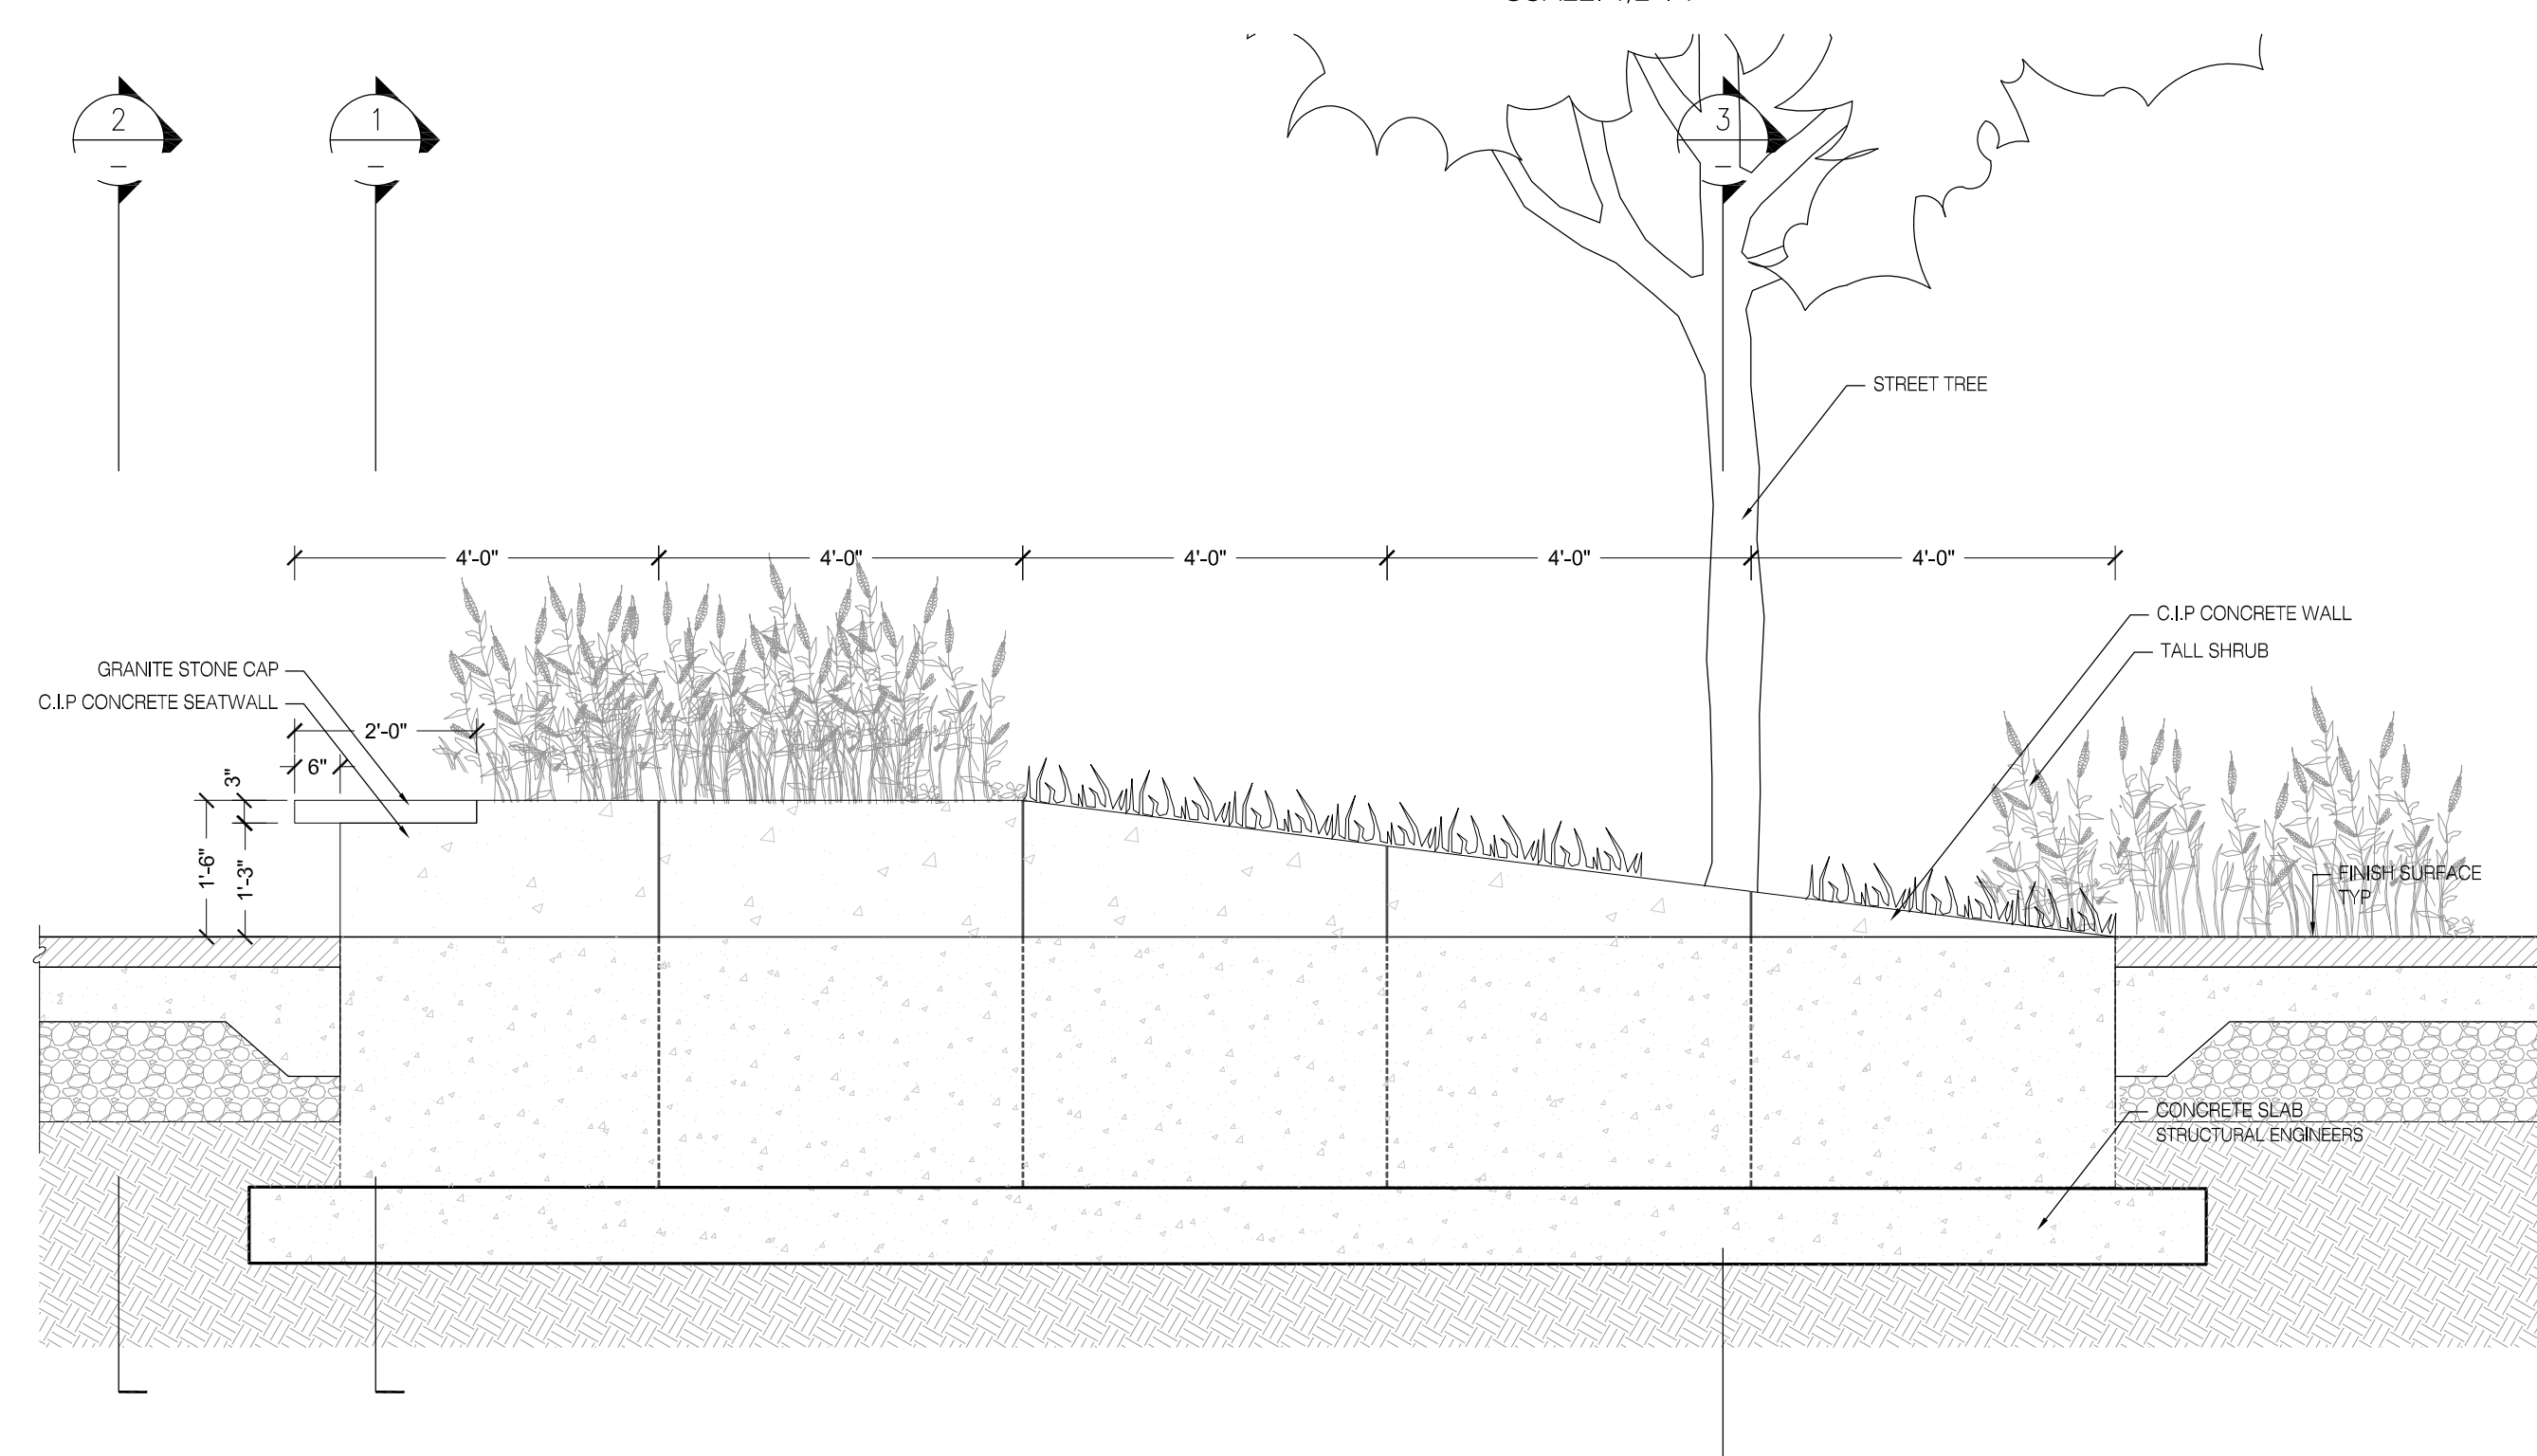 2
1
3
–
–
–
STREET TREE
4'-0"
4'-0"
4'-0"
4'-0"
4'-0"
C.I.P CONCRETE WALL
TALL SHRUB
GRANITE STONE CAP
C.I.P CONCRETE SEATWALL
2'-0"
6"
3"
1'-6"
1'-3"
FINISH SURFACE
TYP
CONCRETE SLAB
STRUCTURAL ENGINEERS